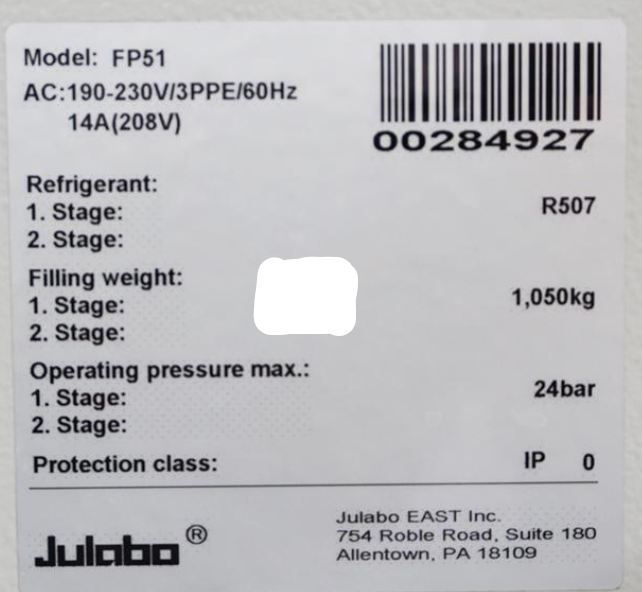 Model: FP51
AC:190-230V/3PPE/60Hz
14A(208V)
00284927
Refrigerant:
1. Stage: R507
2. Stage:
Filling weight:
1. Stage: 1,050kg
2. Stage:
Operating pressure max.:
1. Stage: 24bar
2. Stage:
Protection class: IP 0
Julabo®
Julabo EAST Inc.
754 Roble Road, Suite 180
Allentown, PA 18109